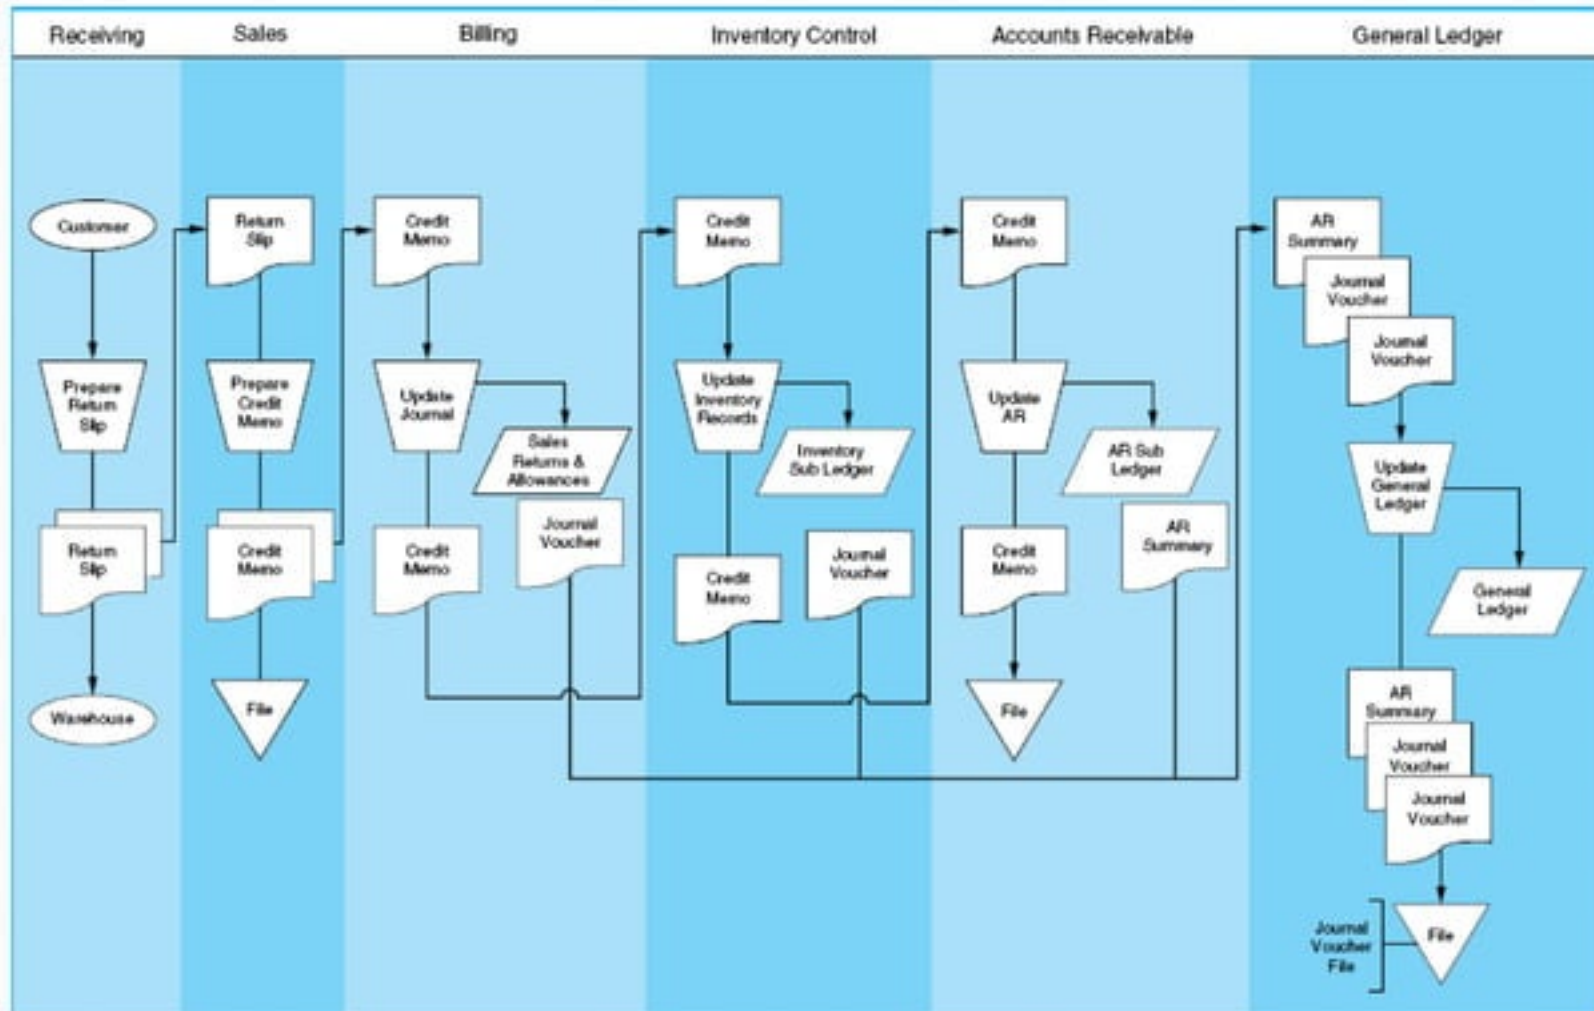 Receiving
Sales
Billing
Inventory Control
Accounts Receivable
General Ledger
Customer
Prepare
Return
Slip
Return
Slip
Warehouse
Return
Slip
Prepare
Credit
Memo
Credit
Memo
File
Credit
Memo
Update
Journal
Sales
Returns &
Allowances
Journal
Voucher
Credit
Memo
Credit
Memo
Update
Inventory
Records
Inventory
Sub Ledger
Journal
Voucher
Credit
Memo
Credit
Memo
Update
AR
AR Sub
Ledger
AR
Summary
Credit
Memo
File
AR
Summary
Journal
Voucher
Journal
Voucher
Update
General
Ledger
General
Ledger
AR
Summary
Journal
Voucher
Journal
Voucher
File
Journal
Voucher
File